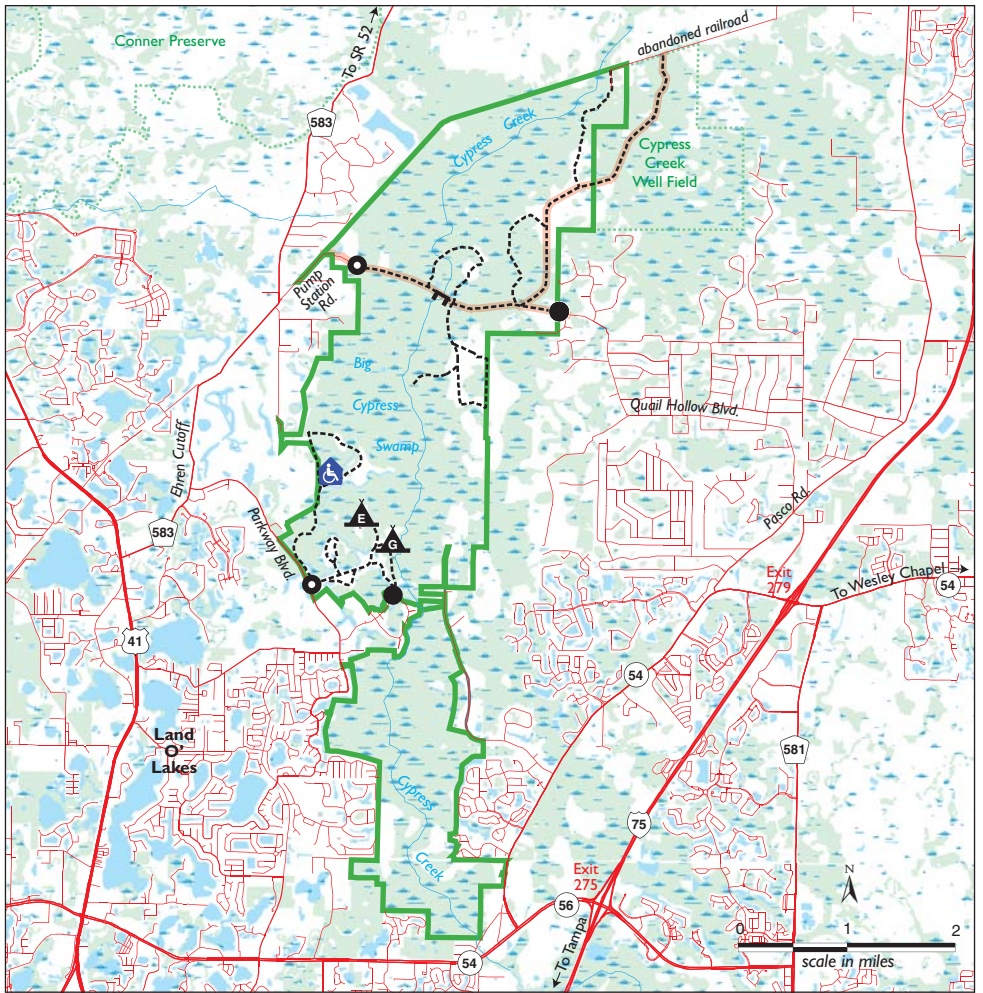 Conner Preserve
To SR 52
abandoned railroad
583
Cypress Creek
Cypress
Creek
Well Field
Pump
Station
Rd.
Big
Cypress
Swamp
Quail Hollow Blvd.
Ehren Cutoff
583
Parkway Blvd.
E
G
Pasco Rd.
Exit
279
To Wesley Chapel
54
41
54
Land
O'
Lakes
581
Cypress
Creek
75
Exit
275
56
54
To Tampa
N
0 1 2
scale in miles